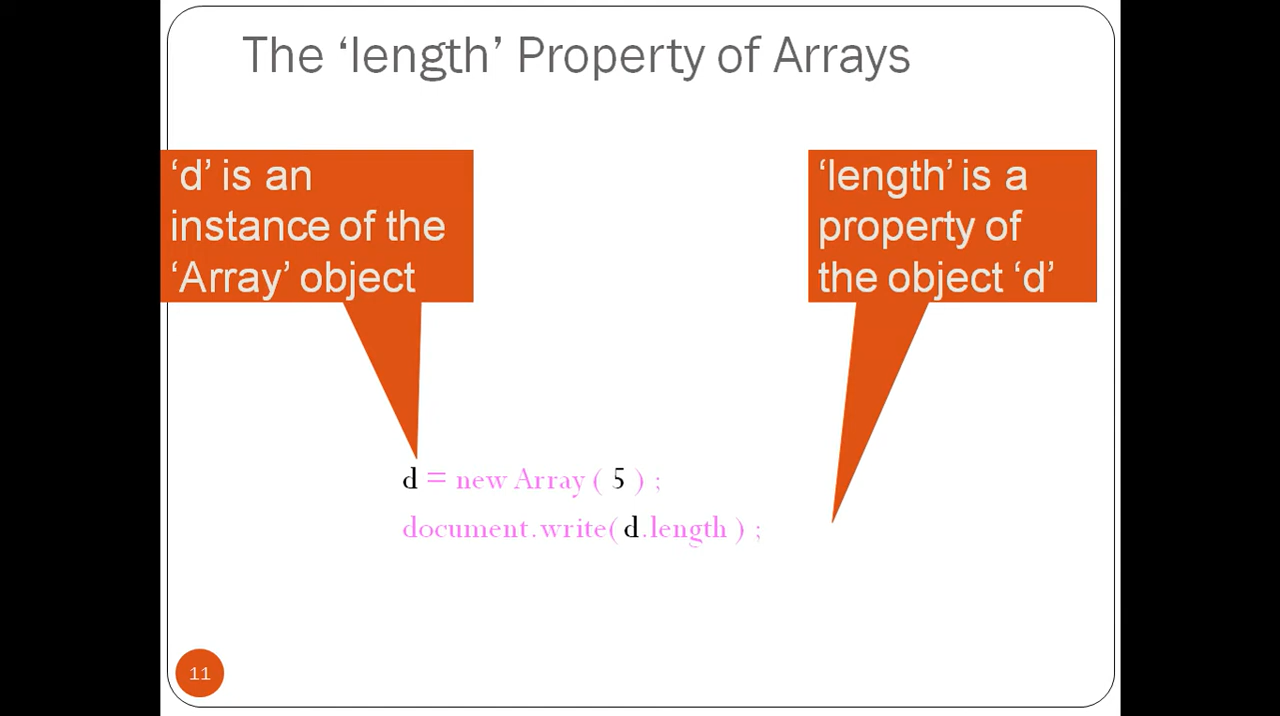 The ‘length’ Property of Arrays
‘d’ is an
instance of the
‘Array’ object
‘length’ is a
property of
the object ‘d’
d = new Array ( 5 ) ;
document.write( d.length ) ;
11